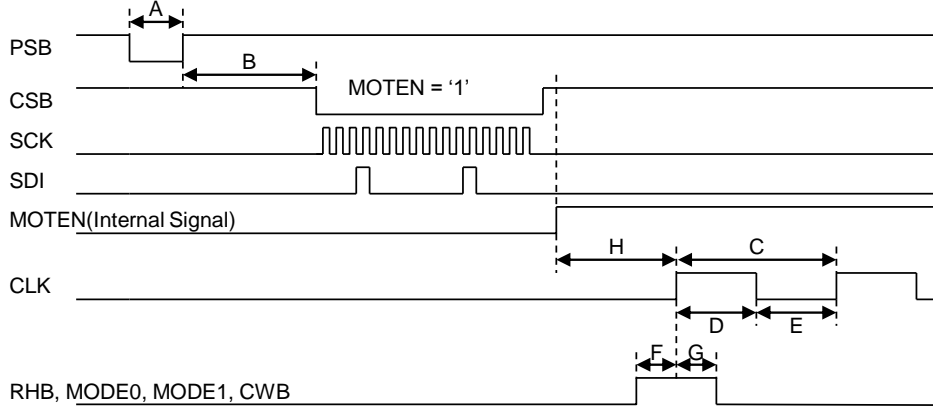 A
PSB
B
MOTEN = ‘1’
CSB
SCK
SDI
MOTEN(Internal Signal)
H
C
CLK
D
E
F
G
RHB, MODE0, MODE1, CWB